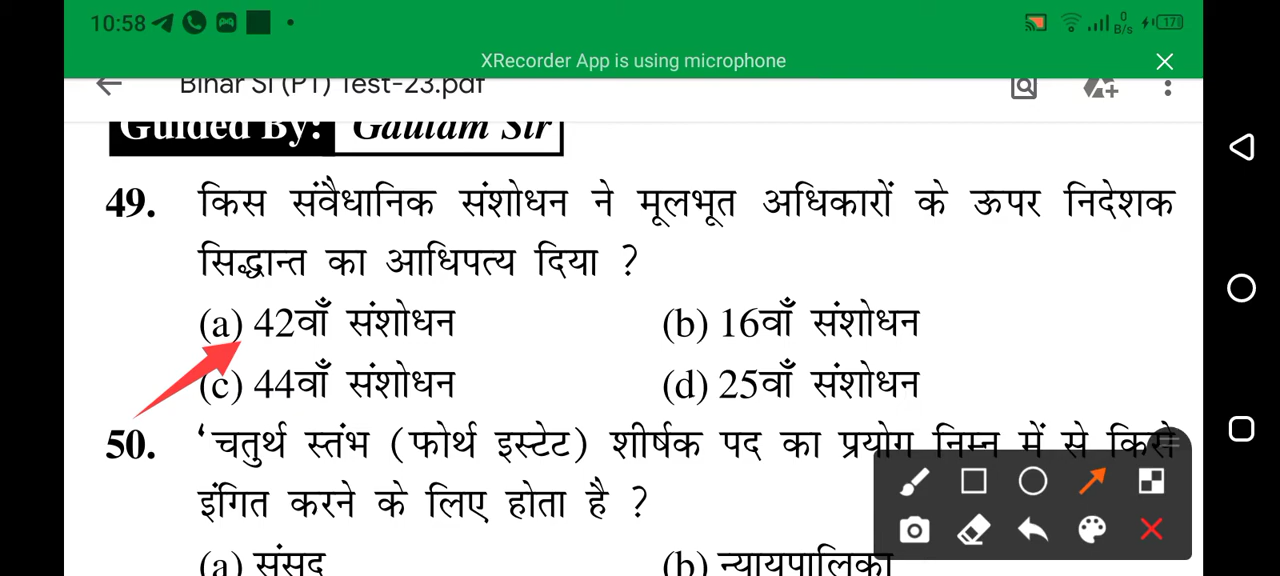 10:58
0 B/s 17
XRecorder App is using microphone
Bihar SI (PT) Test-23.pdf
Guided By: Gautam Sir
49. किस संवैधानिक संशोधन ने मूलभूत अधिकारों के ऊपर निदेशक
सिद्धान्त का आधिपत्य दिया ?
(a) 42वाँ संशोधन (b) 16वाँ संशोधन
(c) 44वाँ संशोधन (d) 25वाँ संशोधन
50. ‘चतुर्थ स्तंभ (फोर्थ इस्टेट) शीर्षक पद का प्रयोग निम्न में से किसे
इंगित करने के लिए होता है ?
(a) संसद (b) न्यायपालिका